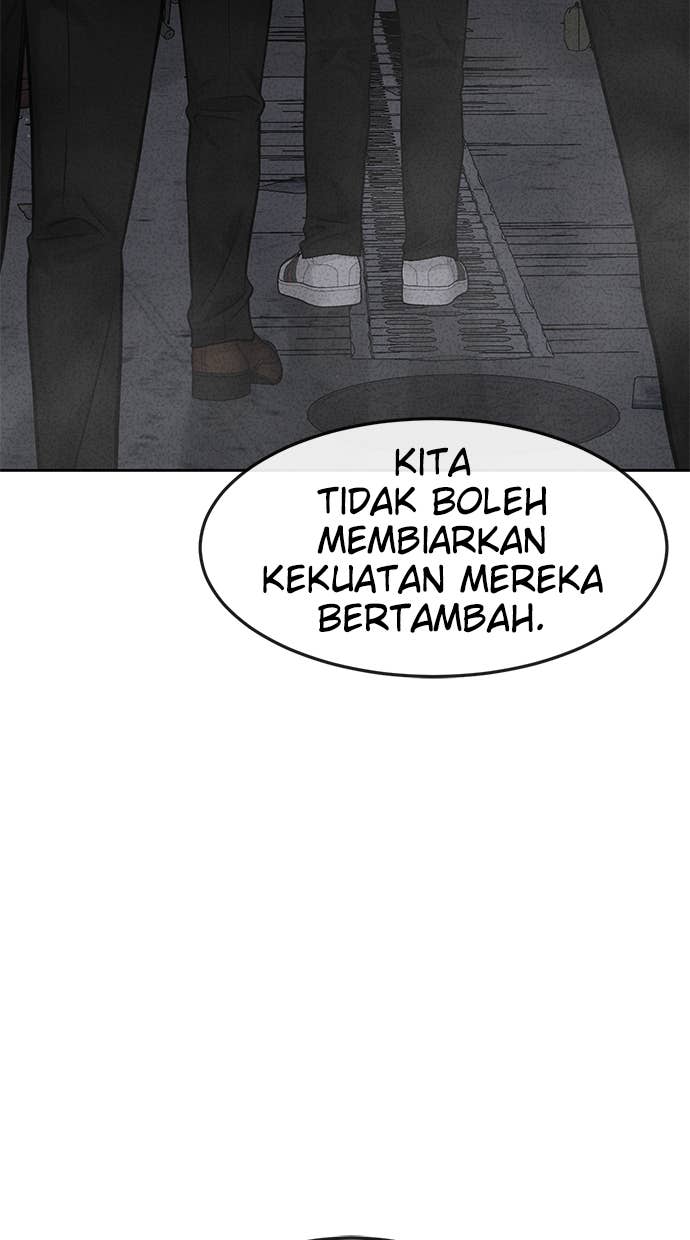 KITA
TIDAK BOLEH
MEMBIARKAN
KEKUATAN MEREKA
BERTAMBAH.